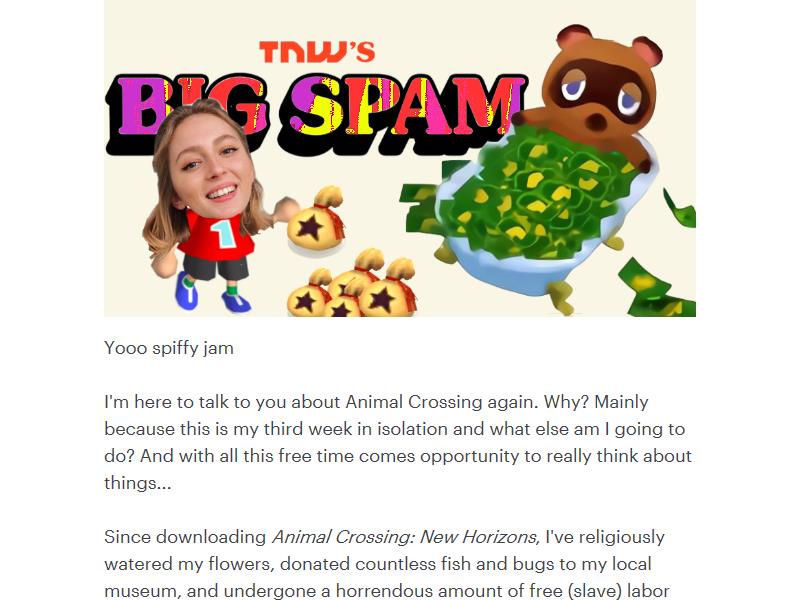 TNW'S
BIG SPAM
1
Yooo spiffy jam
I'm here to talk to you about Animal Crossing again. Why? Mainly
because this is my third week in isolation and what else am I going to
do? And with all this free time comes opportunity to really think about
things...
Since downloading Animal Crossing: New Horizons, I've religiously
watered my flowers, donated countless fish and bugs to my local
museum, and undergone a horrendous amount of free (slave) labor